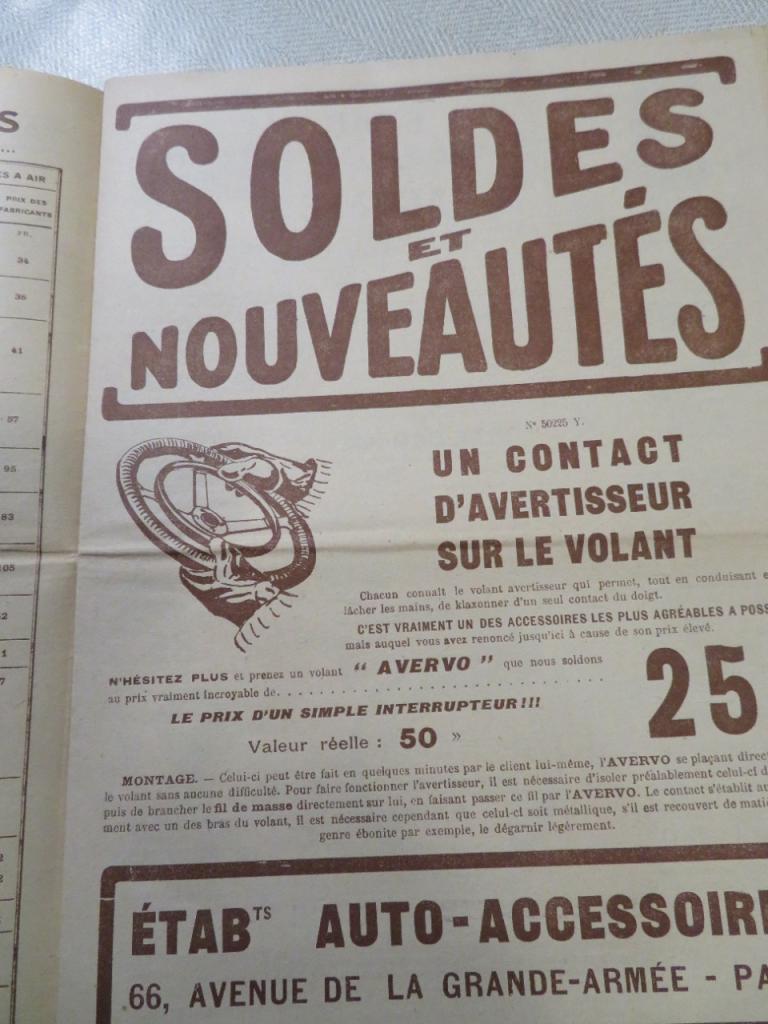 S
ES A AIR
PRIX DES
FABRICANTS
FR.
34
36
41
57
95
83
105
SOLDES
ET
NOUVEAUTÉS
N° 50225 Y.
UN CONTACT
D'AVERTISSEUR
SUR LE VOLANT
Chacun connaît le volant avertisseur qui permet, tout en conduisant e
lâcher les mains, de klaxonner d'un seul contact du doigt.
C'EST VRAIMENT UN DES ACCESSOIRES LES PLUS AGRÉABLES A POSS
mais auquel vous avez renoncé jusqu'ici à cause de son prix élevé.
N'HÉSITEZ PLUS et prenez un volant " AVERVO " que nous soldons
au prix vraiment incroyable de. . . . . . . . . . . . . . . . . . . . . . . . . . . . . .
25
LE PRIX D'UN SIMPLE INTERRUPTEUR!!!
Valeur réelle : 50 »
MONTAGE. — Celui-ci peut être fait en quelques minutes par le client lui-même, l'AVERVO se plaçant direc
le volant sans aucune difficulté. Pour faire fonctionner l'avertisseur, il est nécessaire d'isoler préalablement celui-ci d
puis de brancher le fil de masse directement sur lui, en faisant passer ce fil par l'AVERVO. Le contact s'établit au
ment avec un des bras du volant, il est nécessaire cependant que celui-ci soit métallique, s'il est recouvert de mati
genre ébonite par exemple, le dégarnir légèrement.
ÉTABTS AUTO-ACCESSOIR
66, AVENUE DE LA GRANDE-ARMÉE - PA